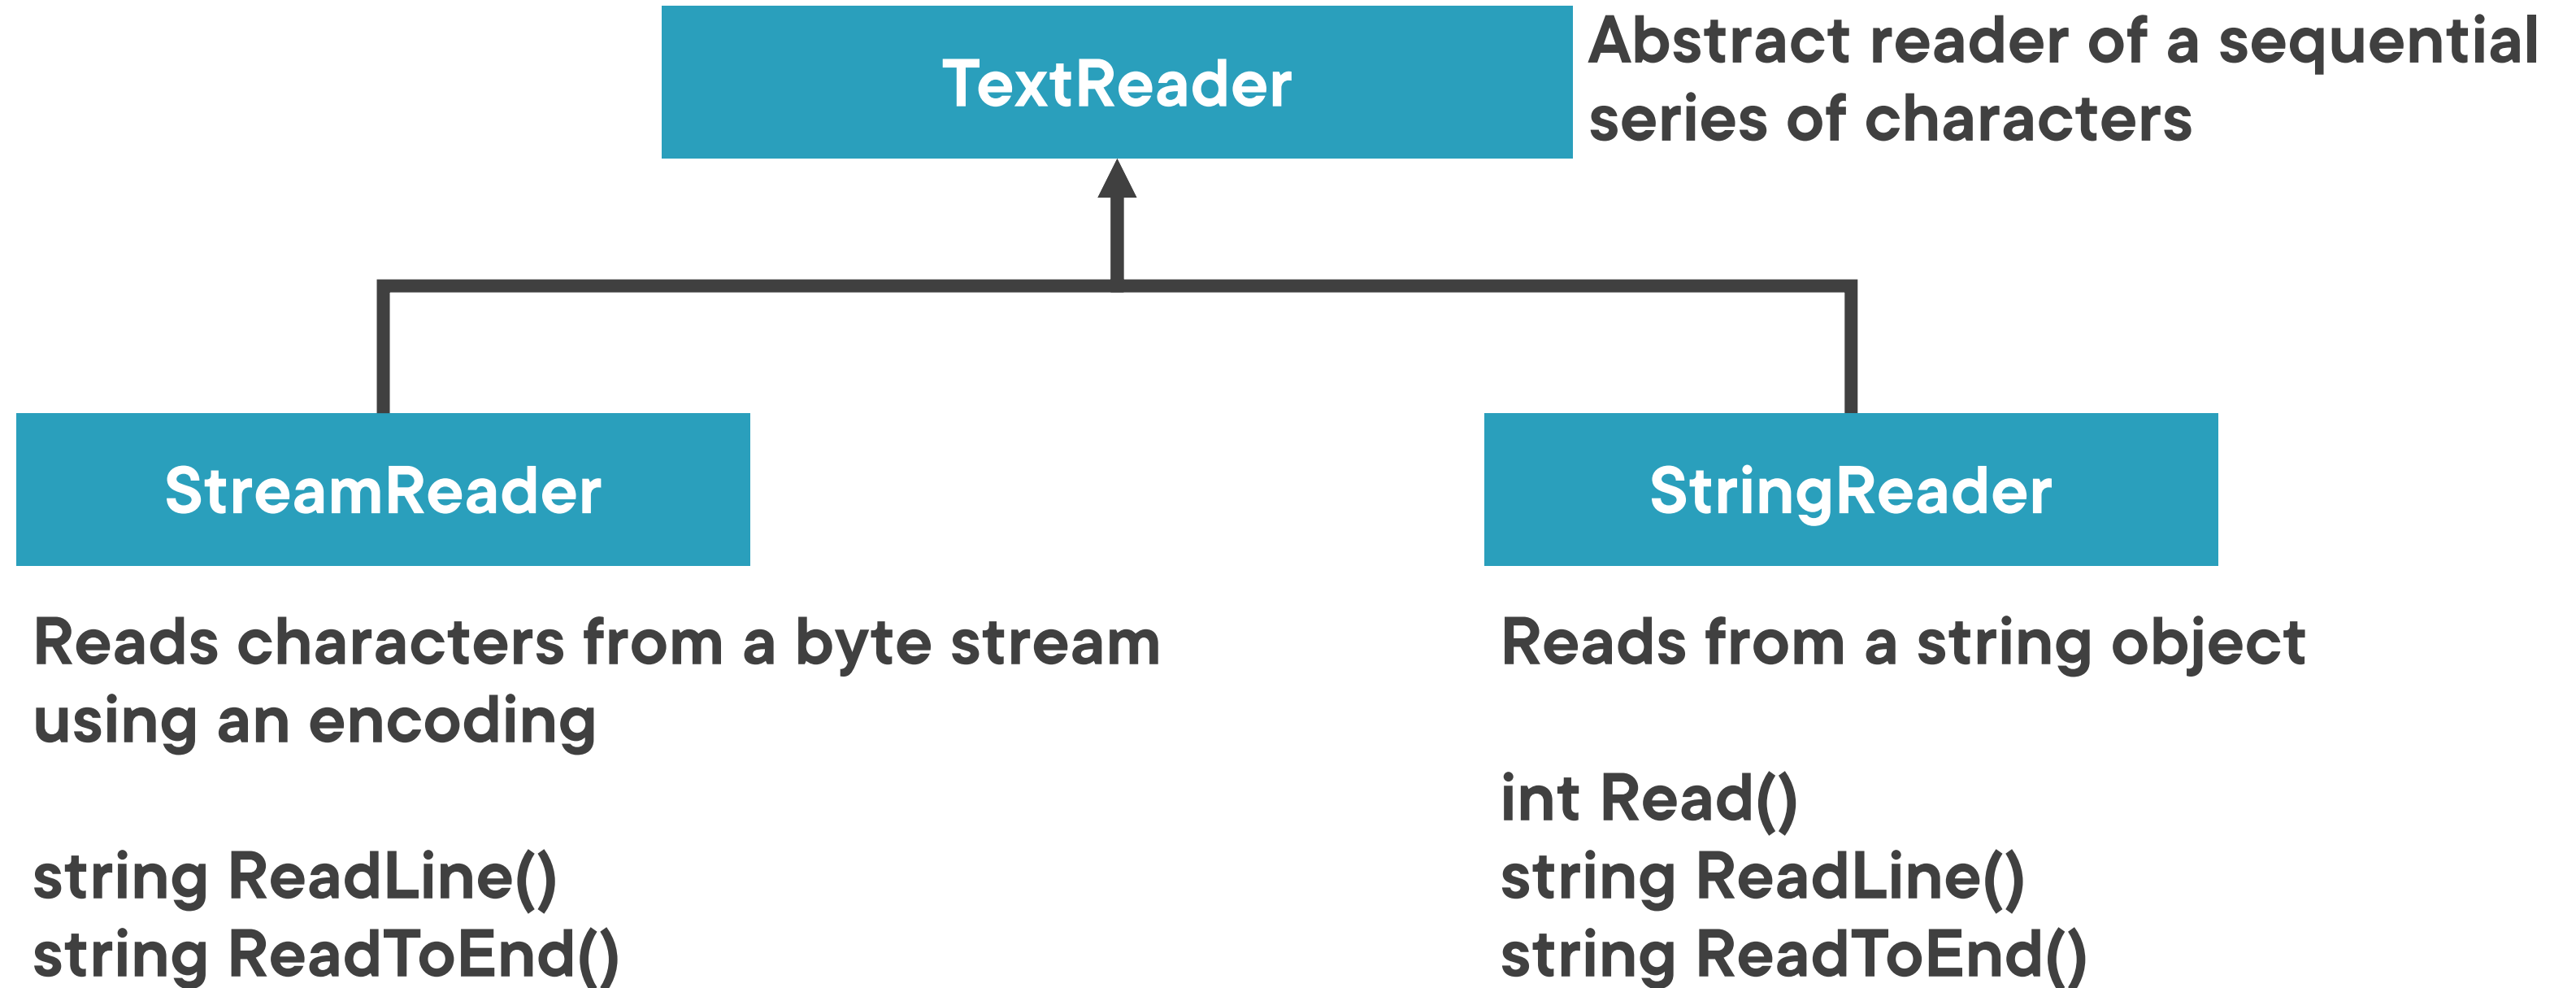 TextReader
Abstract reader of a sequential
series of characters
StreamReader
Reads characters from a byte stream
using an encoding
string ReadLine()
string ReadToEnd()
StringReader
Reads from a string object
int Read()
string ReadLine()
string ReadToEnd()